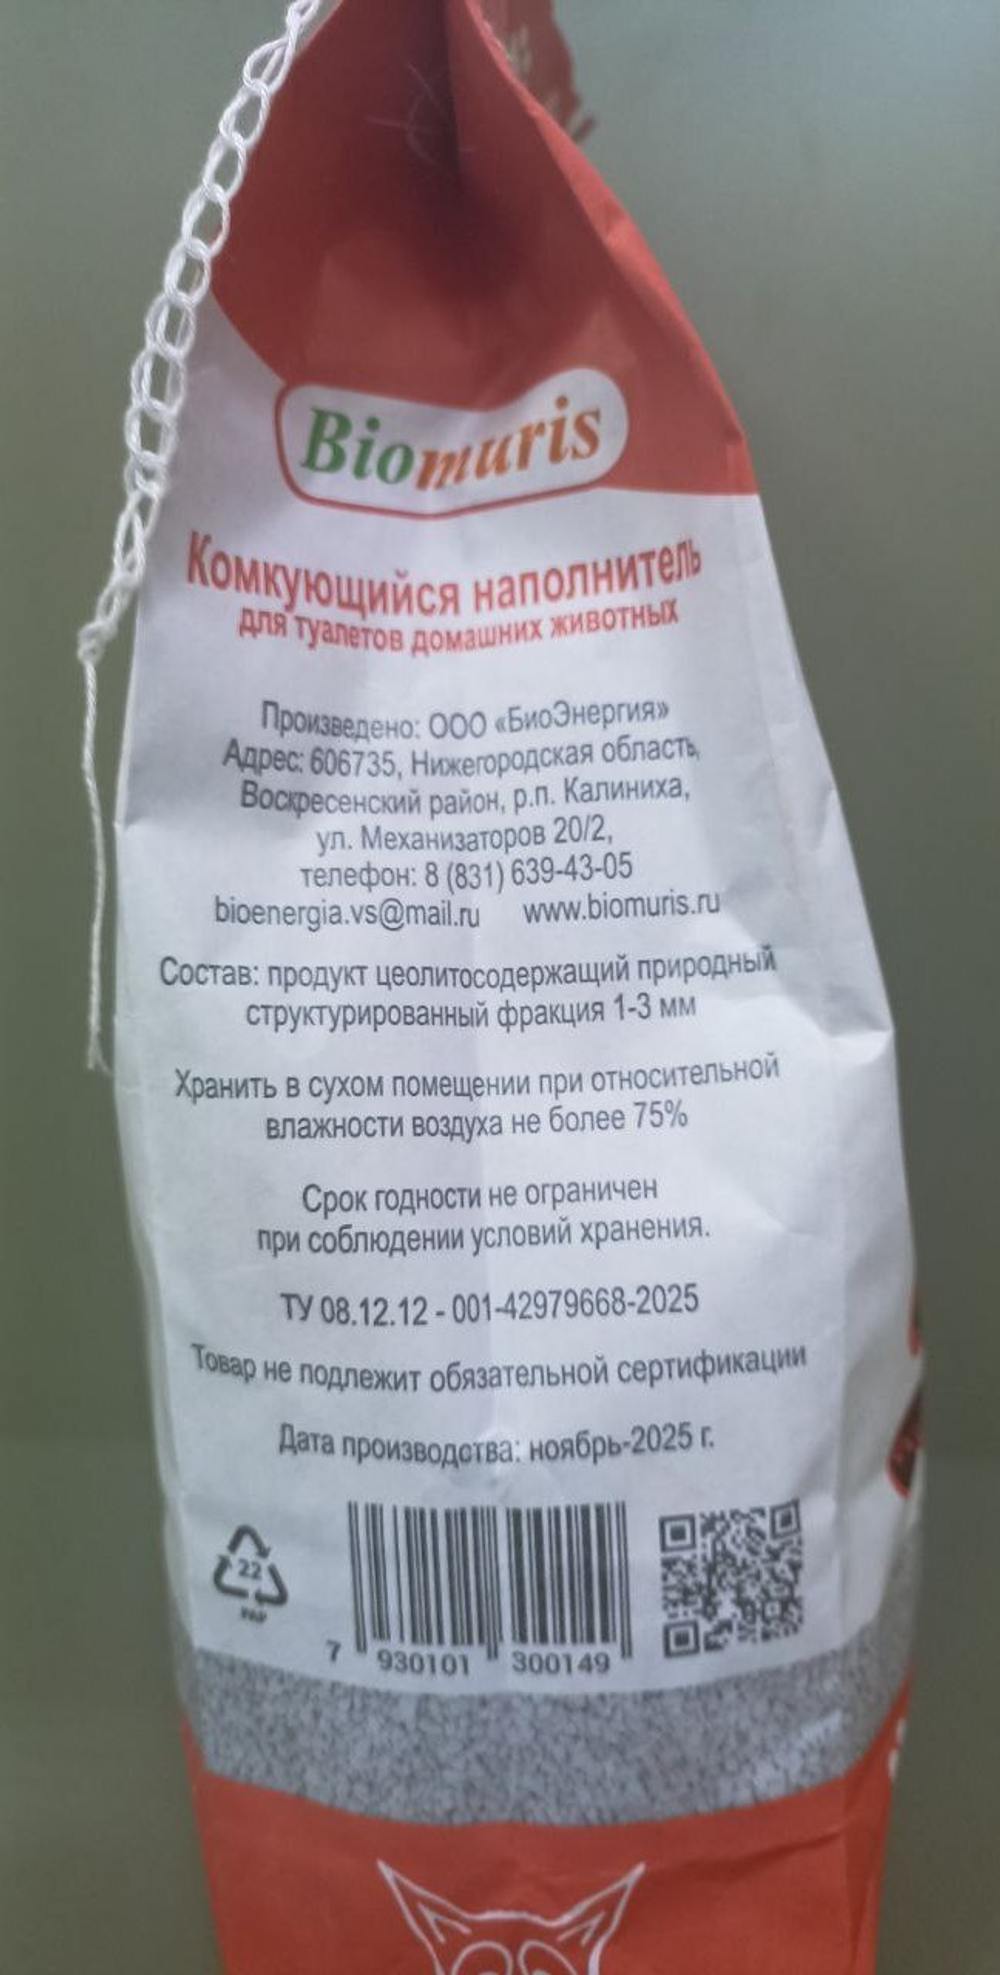 Biomuris
Комкующийся наполнитель
для туалетов домашних животных
Произведено: ООО «БиоЭнергия»
Адрес: 606735, Нижегородская область,
Воскресенский район, р.п. Калиниха,
ул. Механизаторов 20/2,
телефон: 8 (831) 639-43-05
bioenergia.vs@mail.ru www.biomuris.ru
Состав: продукт цеолитосодержащий природный
структурированный фракция 1-3 мм
Хранить в сухом помещении при относительной
влажности воздуха не более 75%
Срок годности не ограничен
при соблюдении условий хранения.
ТУ 08.12.12 - 001-42979668-2025
Товар не подлежит обязательной сертификации
Дата производства: ноябрь-2025 г.
22
PAP
7 930101 300149